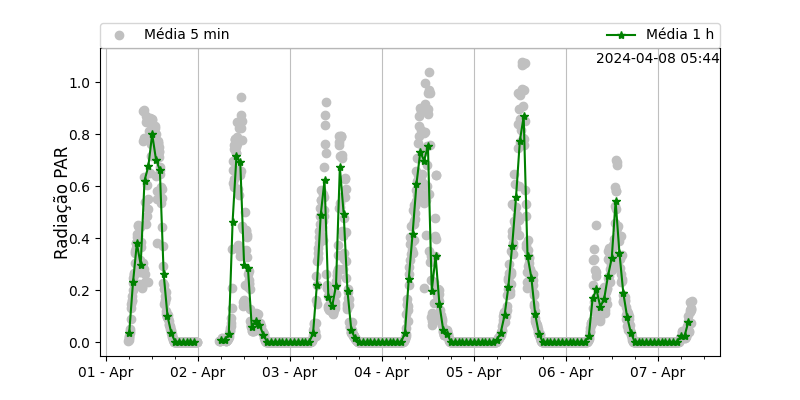 Média 5 min
Média 1 h
2024-04-08 05:44
Radiação PAR
1.0
0.8
0.6
0.4
0.2
0.0
01 - Apr
02 - Apr
03 - Apr
04 - Apr
05 - Apr
06 - Apr
07 - Apr